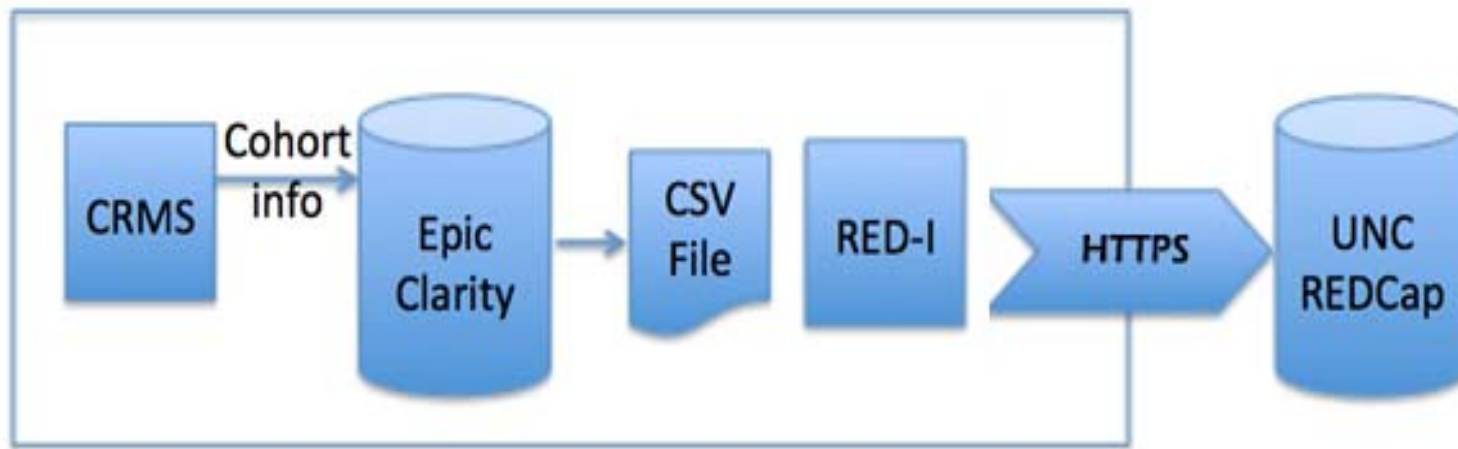 CRMS
Cohort
info
Epic
Clarity
CSV
File
RED-I
HTTPS
UNC
REDCap